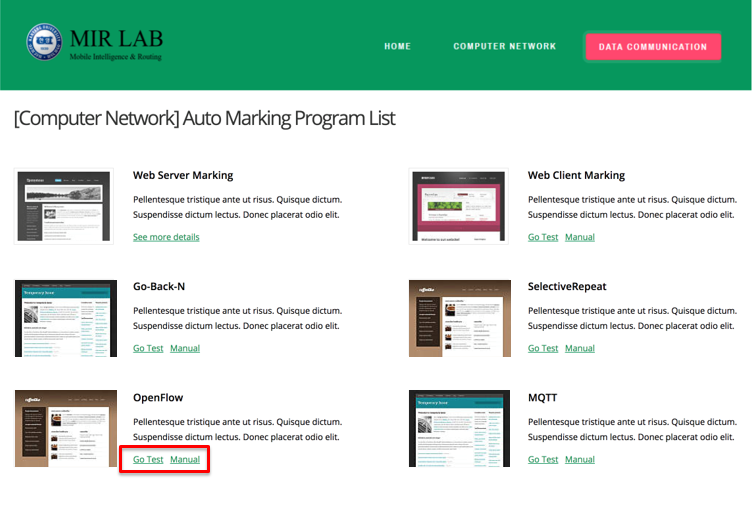 MIR LAB
Mobile Intelligence & Routing
HOME
COMPUTER NETWORK
DATA COMMUNICATION
[Computer Network] Auto Marking Program List
Web Server Marking
Pellentesque tristique ante ut risus. Quisque dictum.
Suspendisse dictum lectus. Donec placerat odio elit.
See more details
Web Client Marking
Pellentesque tristique ante ut risus. Quisque dictum.
Suspendisse dictum lectus. Donec placerat odio elit.
Go Test Manual
Go-Back-N
Pellentesque tristique ante ut risus. Quisque dictum.
Suspendisse dictum lectus. Donec placerat odio elit.
Go Test Manual
SelectiveRepeat
Pellentesque tristique ante ut risus. Quisque dictum.
Suspendisse dictum lectus. Donec placerat odio elit.
Go Test Manual
OpenFlow
Pellentesque tristique ante ut risus. Quisque dictum.
Suspendisse dictum lectus. Donec placerat odio elit.
Go Test Manual
MQTT
Pellentesque tristique ante ut risus. Quisque dictum.
Suspendisse dictum lectus. Donec placerat odio elit.
Go Test Manual